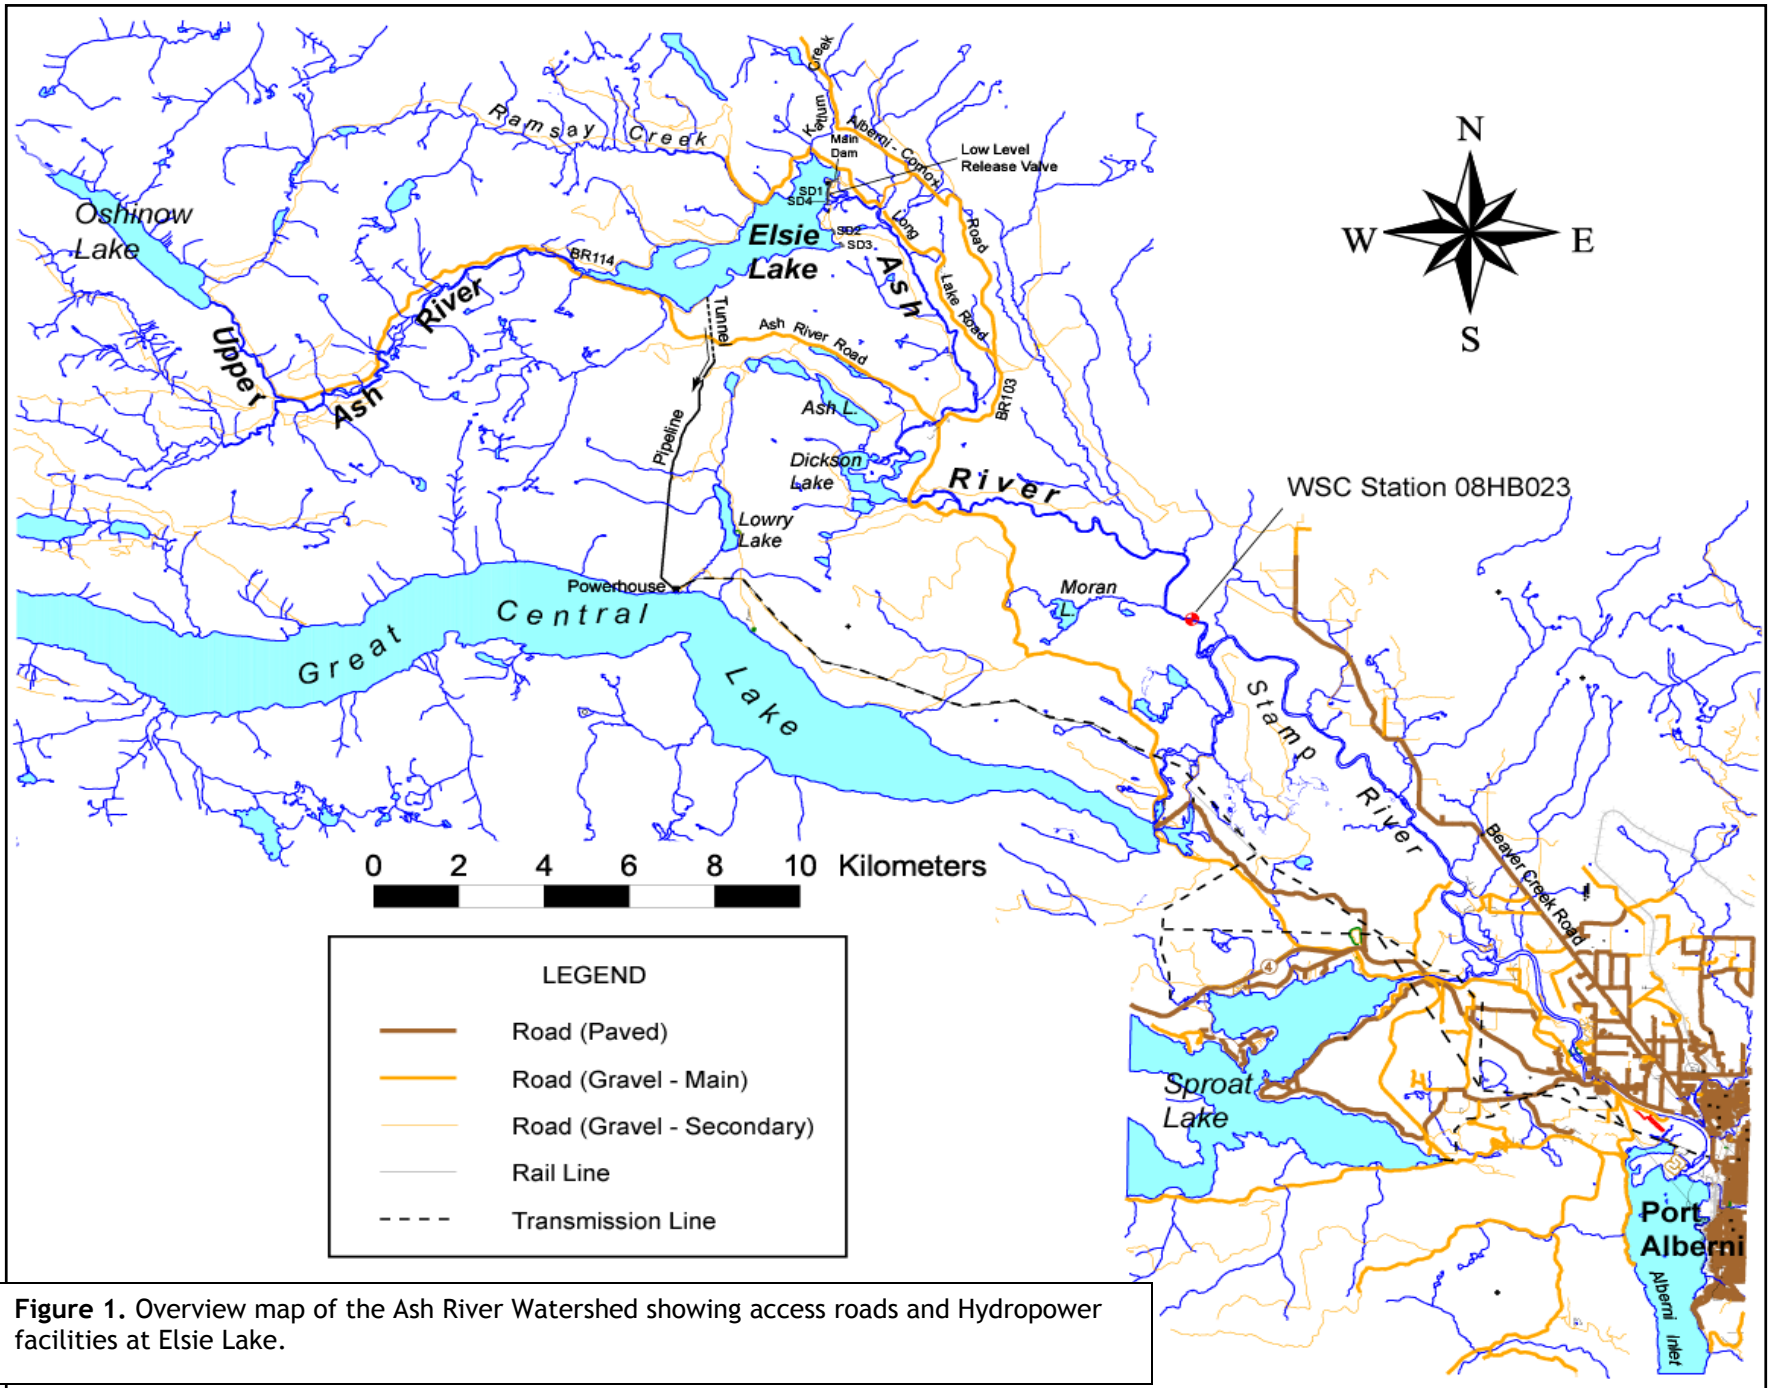 Creek
Katlum
Ramsay Creek
Alberni - Comox
Road
Main
Dam
Low Level
Release Valve
N
W
E
S
SD1
SD4
SD2
SD3
Oshinow
Lake
Elsie
Lake
Long
Lake Road
BR114
Ash
River
Upper
Ash
River
Tunnel
Ash River Road
BR103
Ash L.
Pipeline
Dickson
Lake
WSC Station 08HB023
Lowry
Lake
Powerhouse
Moran
L.
Great Central Lake
Stamp River
Beaver Creek Road
0 2 4 6 8 10 Kilometers
4
LEGEND
Road (Paved)
Road (Gravel - Main)
Road (Gravel - Secondary)
Rail Line
Transmission Line
Sproat
Lake
Port
Alberni
Alberni Inlet
Figure 1. Overview map of the Ash River Watershed showing access roads and Hydropower
facilities at Elsie Lake.